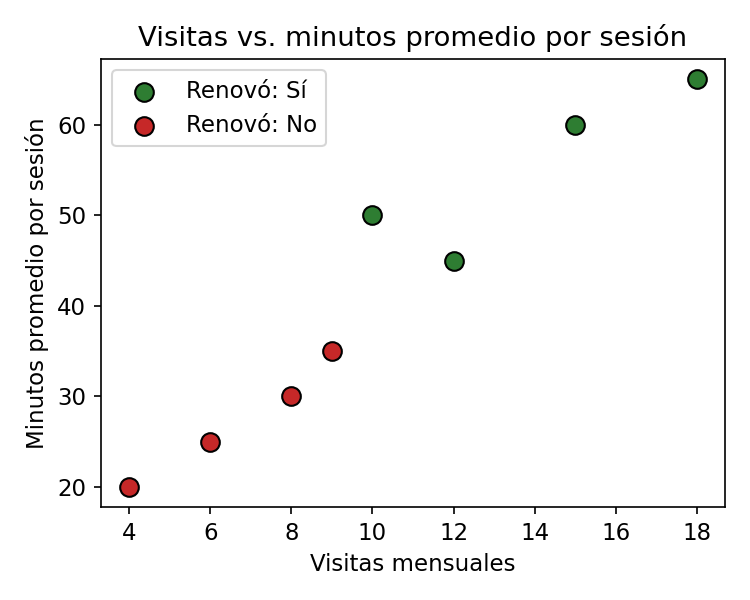 Visitas vs. minutos promedio por sesión
Renovó: Sí
Renovó: No
Minutos promedio por sesión
60
50
40
30
20
4 6 8 10 12 14 16 18
Visitas mensuales